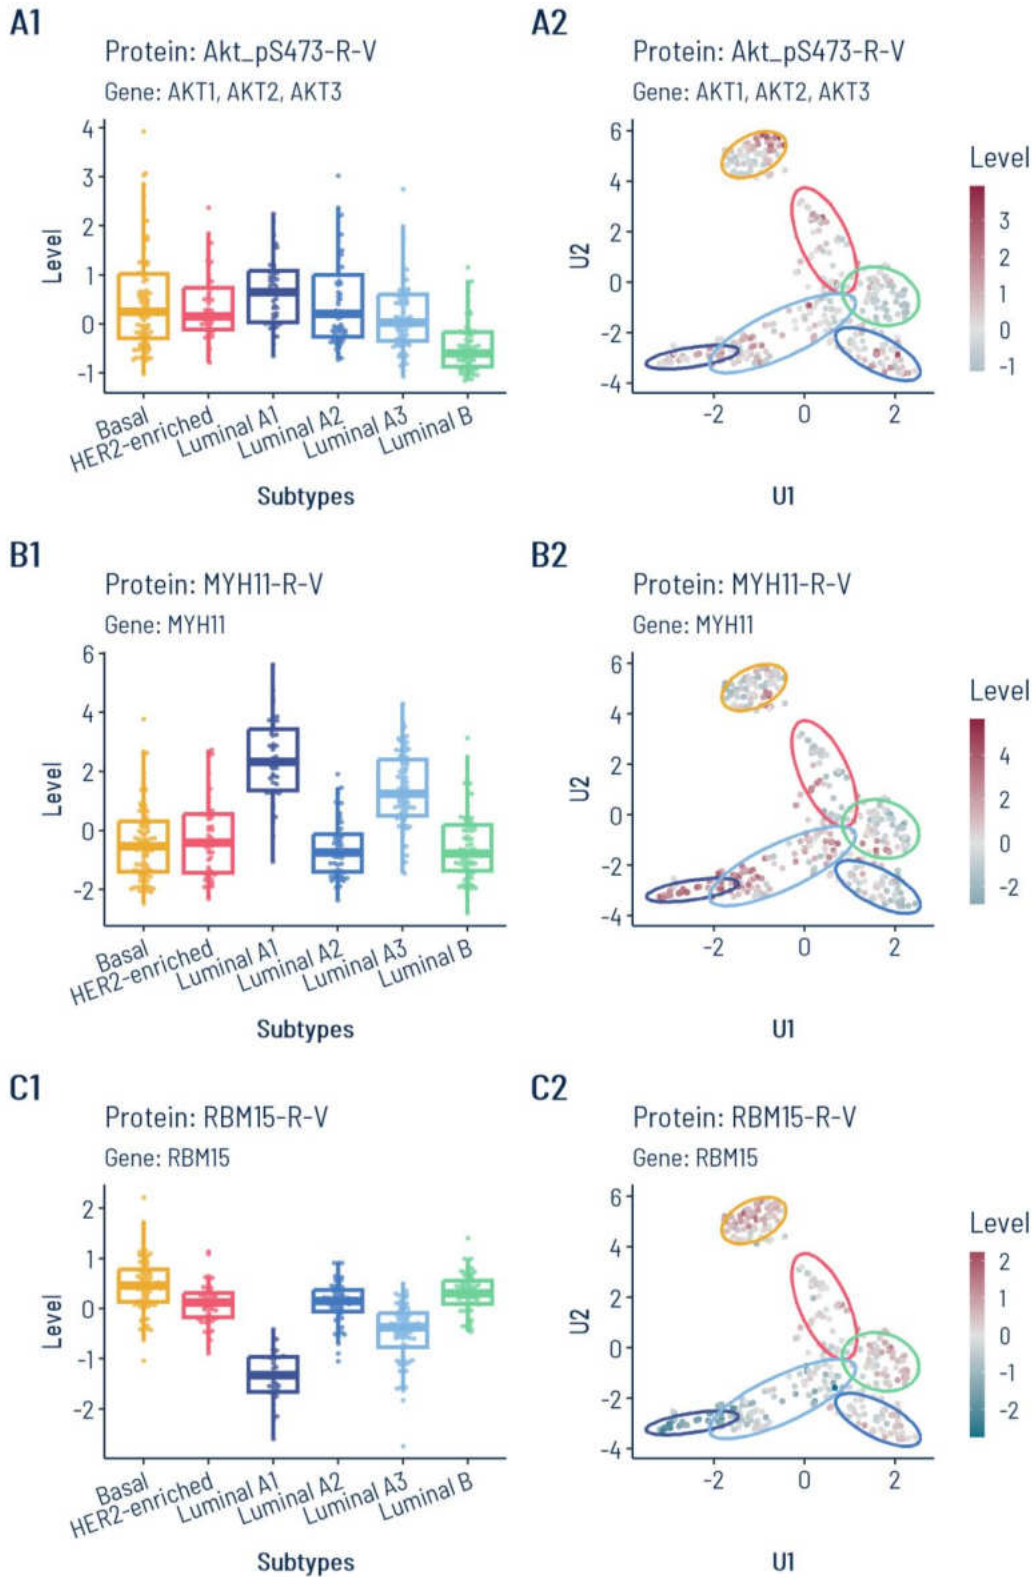 A1
Protein: Akt_pS473-R-V
Gene: AKT1, AKT2, AKT3
4
3
2
1
0
-1
Level
Basal
HER2-enriched
Luminal A1
Luminal A2
Luminal A3
Luminal B
Subtypes
A2
Protein: Akt_pS473-R-V
Gene: AKT1, AKT2, AKT3
6
4
2
0
-2
-4
U2
-2
0
2
U1
Level
3
2
1
0
-1
B1
Protein: MYH11-R-V
Gene: MYH11
6
4
2
0
-2
Level
Basal
HER2-enriched
Luminal A1
Luminal A2
Luminal A3
Luminal B
Subtypes
B2
Protein: MYH11-R-V
Gene: MYH11
6
4
2
0
-2
-4
U2
-2
0
2
U1
Level
4
2
0
-2
C1
Protein: RBM15-R-V
Gene: RBM15
2
1
0
-1
-2
Level
Basal
HER2-enriched
Luminal A1
Luminal A2
Luminal A3
Luminal B
Subtypes
C2
Protein: RBM15-R-V
Gene: RBM15
6
4
2
0
-2
-4
U2
-2
0
2
U1
Level
2
1
0
-1
-2